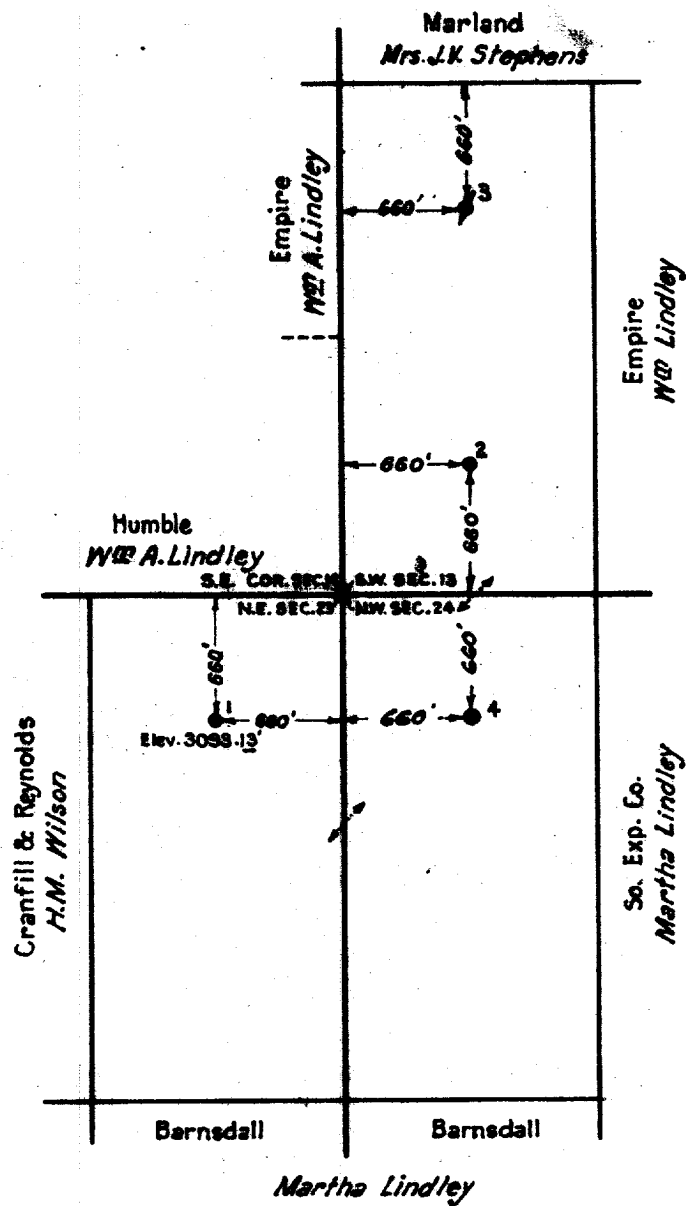 Marland
Mrs. J.V. Stephens
660'
3
660'
Empire
Wm A. Lindley
Empire
Wm Lindley
660'
2
660'
Humble
Wm A. Lindley
S.E. COR. SEC. S.W. SEC. 13
N.E. SEC. 23 N.W. SEC. 24
660'
660'
1
660'
660'
4
Elev. 3098.13'
Cranfill & Reynolds
H.M. Wilson
So. Exp. Co.
Martha Lindley
Barnsdall
Barnsdall
Martha Lindley